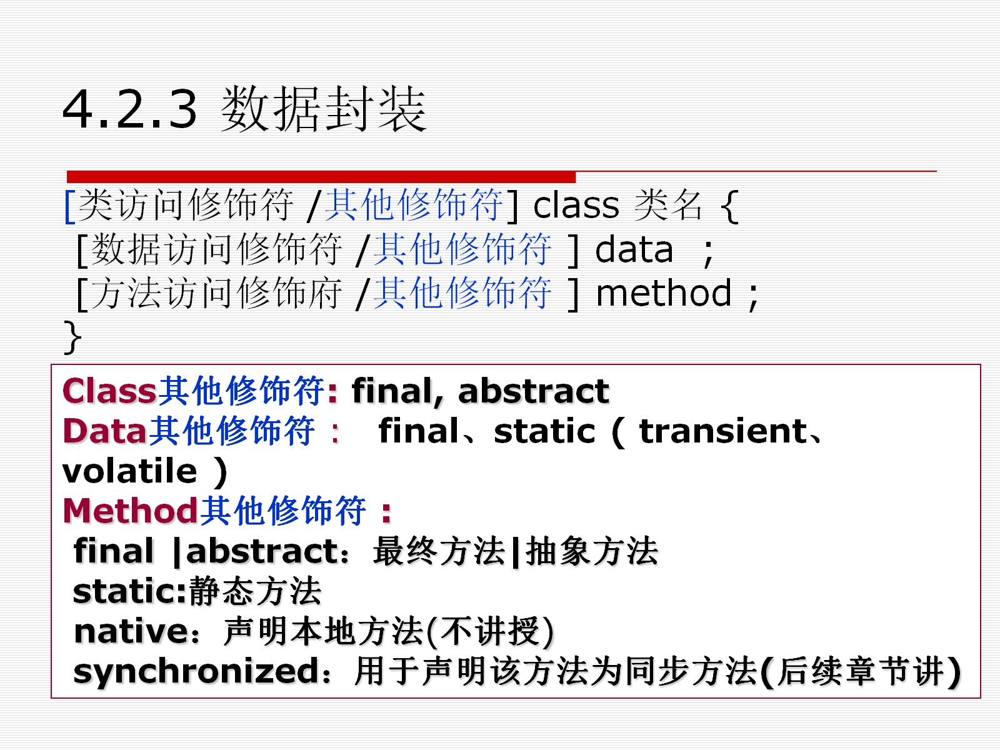 4.2.3 数据封装
[类访问修饰符 /其他修饰符] class 类名 {
[数据访问修饰符 /其他修饰符 ] data ;
[方法访问修饰府 /其他修饰符 ] method ;
}
Class其他修饰符: final, abstract
Data其他修饰符： final、static ( transient、
volatile )
Method其他修饰符 :
final |abstract：最终方法|抽象方法
static:静态方法
native：声明本地方法(不讲授)
synchronized：用于声明该方法为同步方法(后续章节讲)